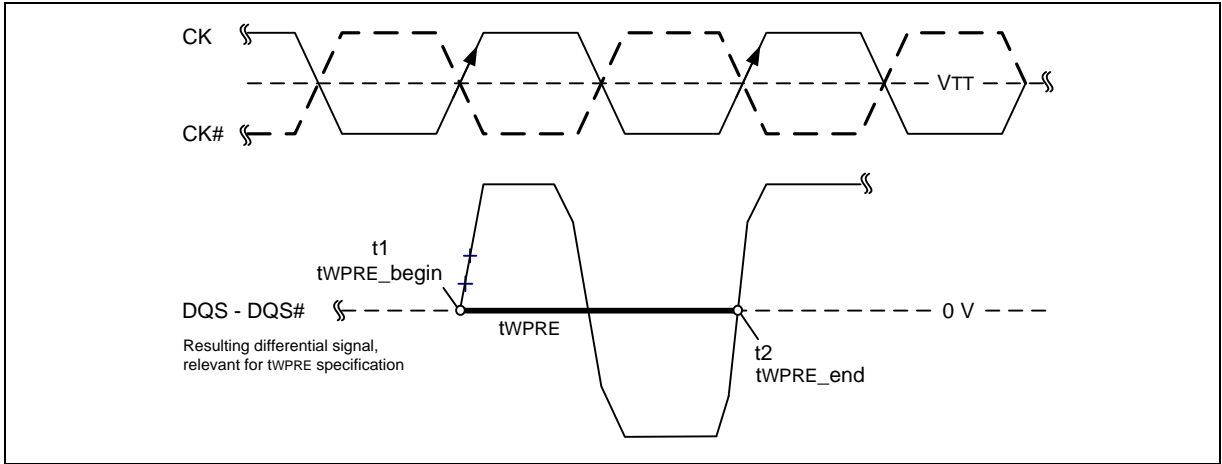 CK
VTT
CK#
t1
tWPRE_begin
DQS - DQS#
tWPRE
0 V
Resulting differential signal,
relevant for tWPRE specification
t2
tWPRE_end